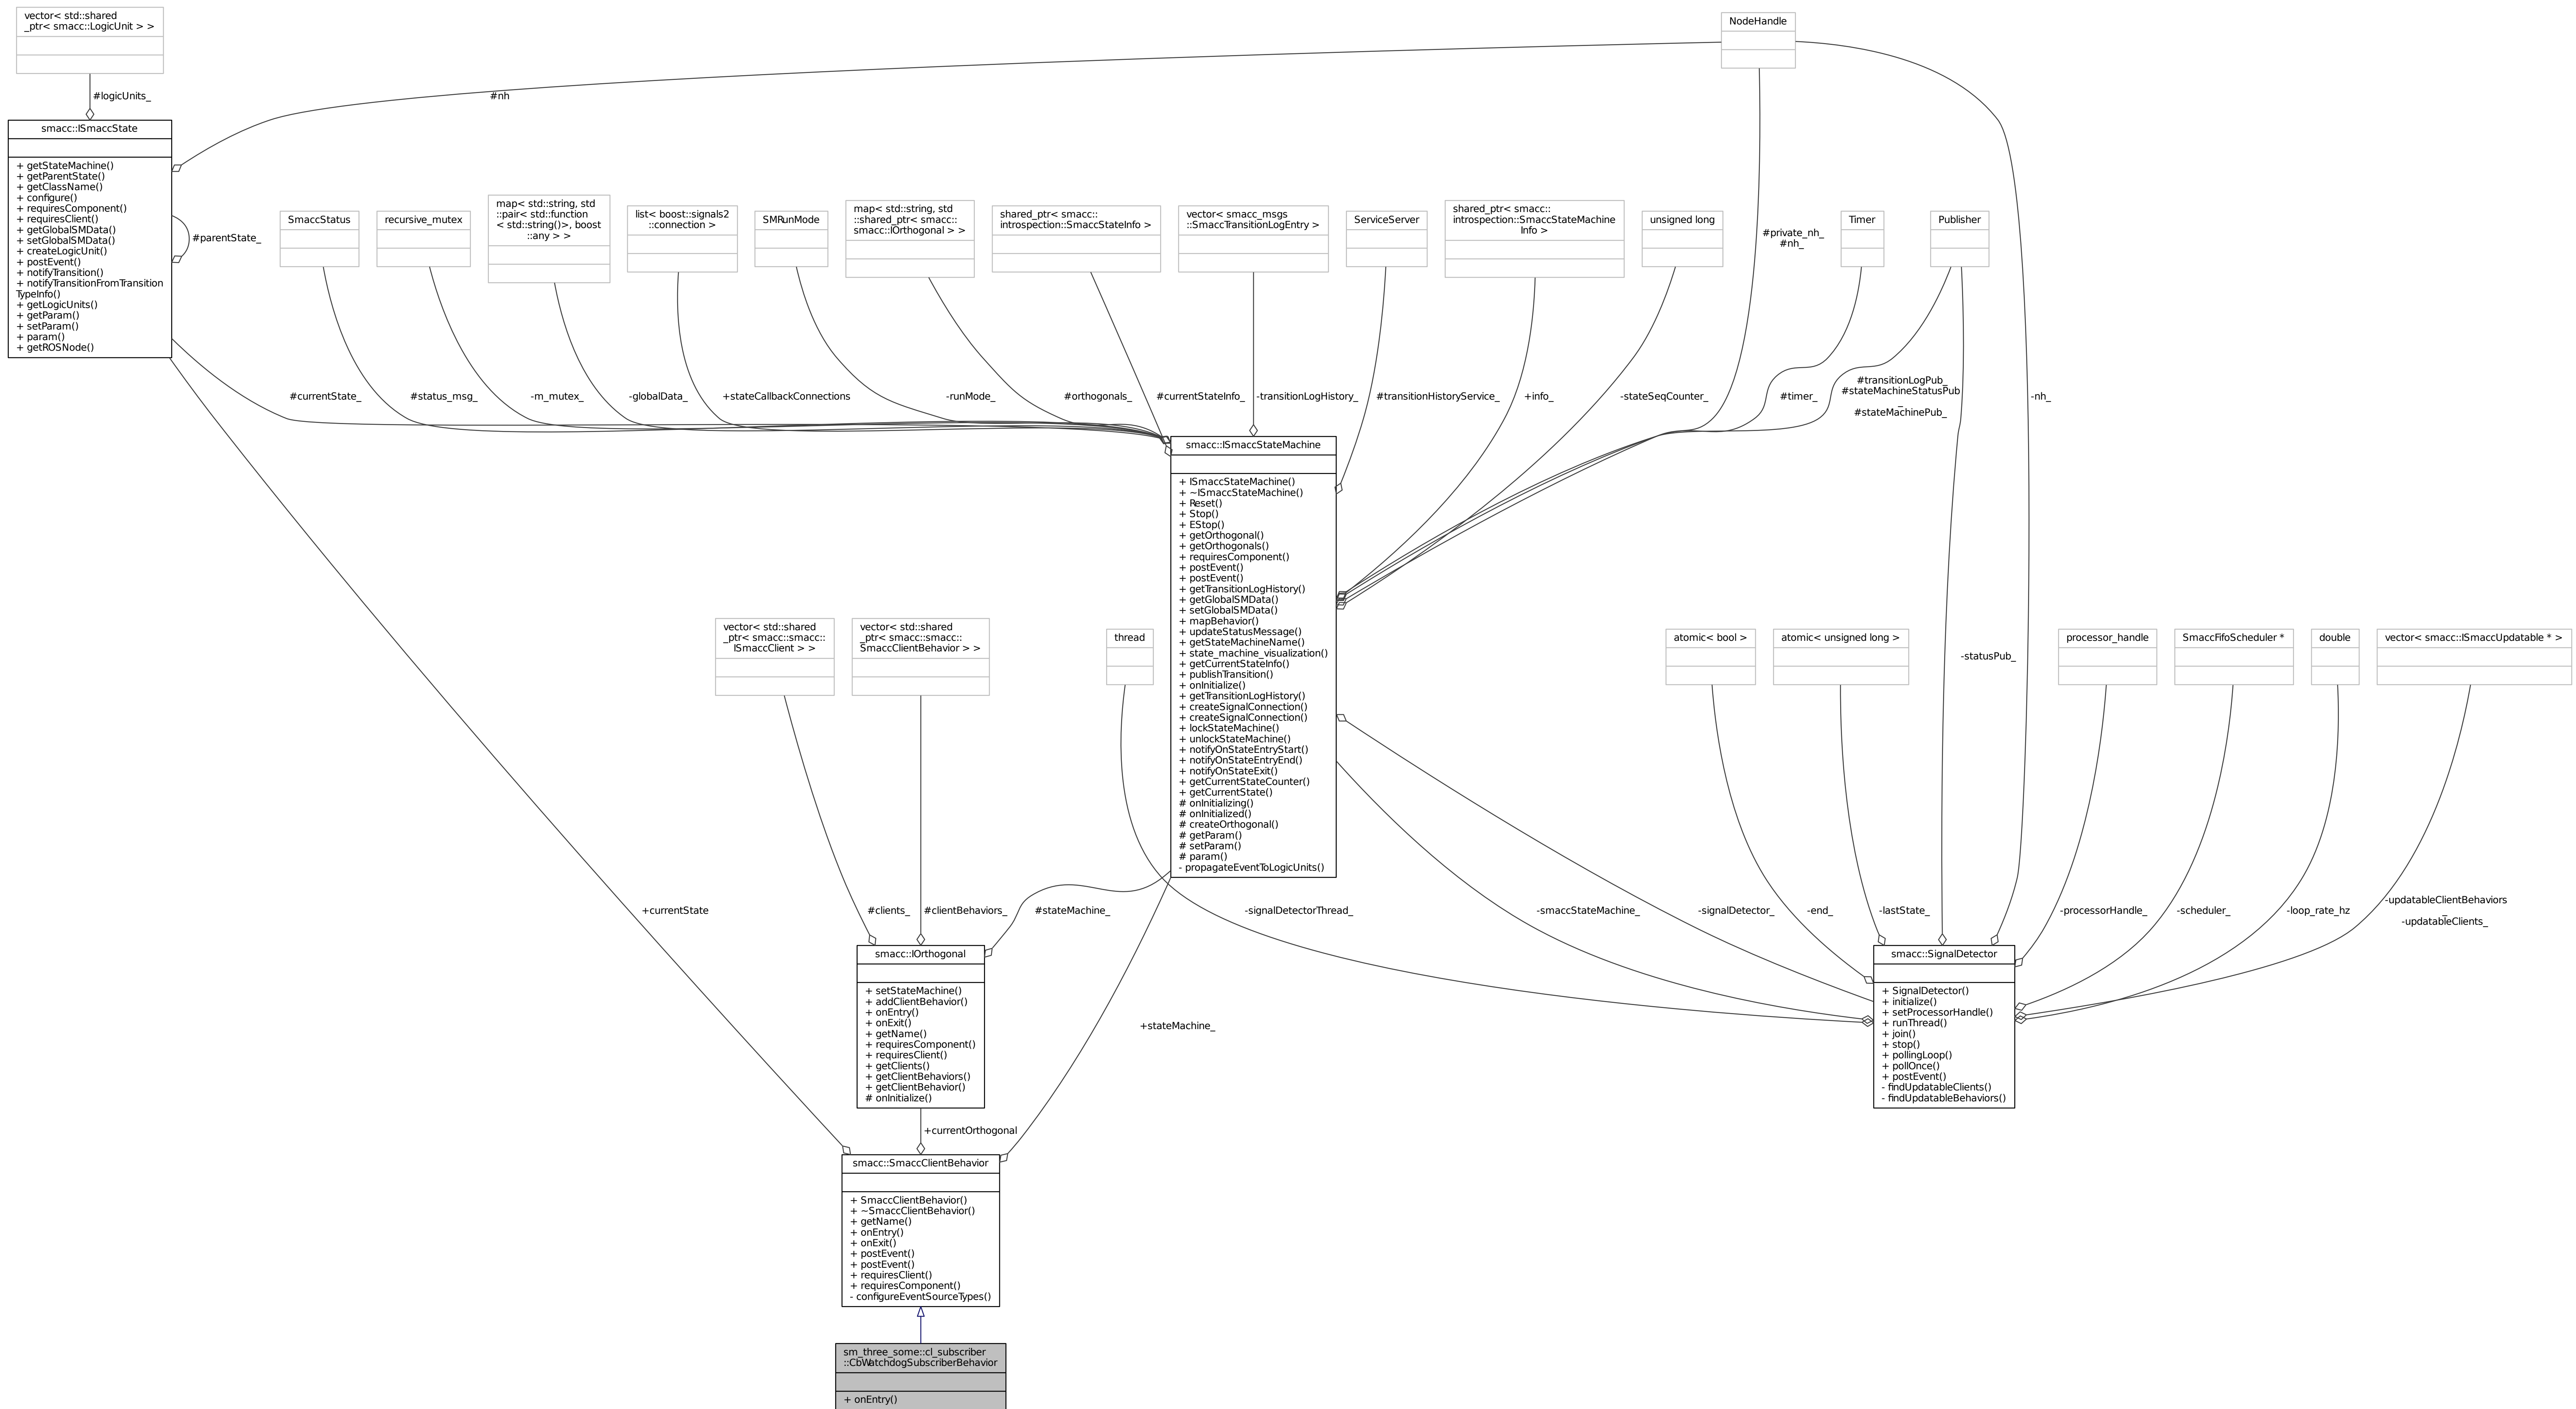 vector< std::shared
_ptr< smacc::LogicUnit > >
NodeHandle
#logicUnits_
#nh
smacc::ISmaccState
+ getStateMachine()
+ getParentState()
+ getClassName()
+ configure()
+ requiresComponent()
+ requiresClient()
+ getGlobalSMData()
+ setGlobalSMData()
+ createLogicUnit()
+ postEvent()
+ notifyTransition()
+ notifyTransitionFromTransition
TypeInfo()
+ getLogicUnits()
+ getParam()
+ setParam()
+ param()
+ getROSNode()
#parentState_
SmaccStatus
recursive_mutex
map< std::string, std
::pair< std::function
< std::string()>, boost
::any > >
list< boost::signals2
::connection >
SMRunMode
map< std::string, std
::shared_ptr< smacc::
smacc::IOrthogonal > >
shared_ptr< smacc::
introspection::SmaccStateInfo >
vector< smacc_msgs
::SmaccTransitionLogEntry >
ServiceServer
shared_ptr< smacc::
introspection::SmaccStateMachine
Info >
unsigned long
#private_nh_
#nh_
Timer
Publisher
#currentState_
#status_msg_
-m_mutex_
-globalData_
+stateCallbackConnections
-runMode_
#orthogonals_
#currentStateInfo_
-transitionLogHistory_
#transitionHistoryService_
+info_
-stateSeqCounter_
#timer_
#transitionLogPub_
#stateMachineStatusPub
_
#stateMachinePub_
-nh_
smacc::ISmaccStateMachine
+ ISmaccStateMachine()
+ ~ISmaccStateMachine()
+ Reset()
+ Stop()
+ EStop()
+ getOrthogonal()
+ getOrthogonals()
+ requiresComponent()
+ postEvent()
+ postEvent()
+ getTransitionLogHistory()
+ getGlobalSMData()
+ setGlobalSMData()
+ mapBehavior()
+ updateStatusMessage()
+ getStateMachineName()
+ state_machine_visualization()
+ getCurrentStateInfo()
+ publishTransition()
+ onInitialize()
+ getTransitionLogHistory()
+ createSignalConnection()
+ createSignalConnection()
+ lockStateMachine()
+ unlockStateMachine()
+ notifyOnStateEntryStart()
+ notifyOnStateEntryEnd()
+ notifyOnStateExit()
+ getCurrentStateCounter()
+ getCurrentState()
# onInitializing()
# onInitialized()
# createOrthogonal()
# getParam()
# setParam()
# param()
- propagateEventToLogicUnits()
vector< std::shared
_ptr< smacc::smacc::
ISmaccClient > >
vector< std::shared
_ptr< smacc::smacc::
SmaccClientBehavior > >
thread
atomic< bool >
atomic< unsigned long >
-statusPub_
processor_handle
SmaccFifoScheduler *
double
vector< smacc::ISmaccUpdatable * >
+currentState
#clients_
#clientBehaviors_
#stateMachine_
-signalDetectorThread_
-smaccStateMachine_
-signalDetector_
-end_
-lastState_
-processorHandle_
-scheduler_
-loop_rate_hz
-updatableClientBehaviors
_
-updatableClients_
smacc::IOrthogonal
+ setStateMachine()
+ addClientBehavior()
+ onEntry()
+ onExit()
+ getName()
+ requiresComponent()
+ requiresClient()
+ getClients()
+ getClientBehaviors()
+ getClientBehavior()
# onInitialize()
smacc::SignalDetector
+ SignalDetector()
+ initialize()
+ setProcessorHandle()
+ runThread()
+ join()
+ stop()
+ pollingLoop()
+ pollOnce()
+ postEvent()
- findUpdatableClients()
- findUpdatableBehaviors()
+stateMachine_
+currentOrthogonal
smacc::SmaccClientBehavior
+ SmaccClientBehavior()
+ ~SmaccClientBehavior()
+ getName()
+ onEntry()
+ onExit()
+ postEvent()
+ postEvent()
+ requiresClient()
+ requiresComponent()
- configureEventSourceTypes()
sm_three_some::cl_subscriber
::CbWatchdogSubscriberBehavior
+ onEntry()